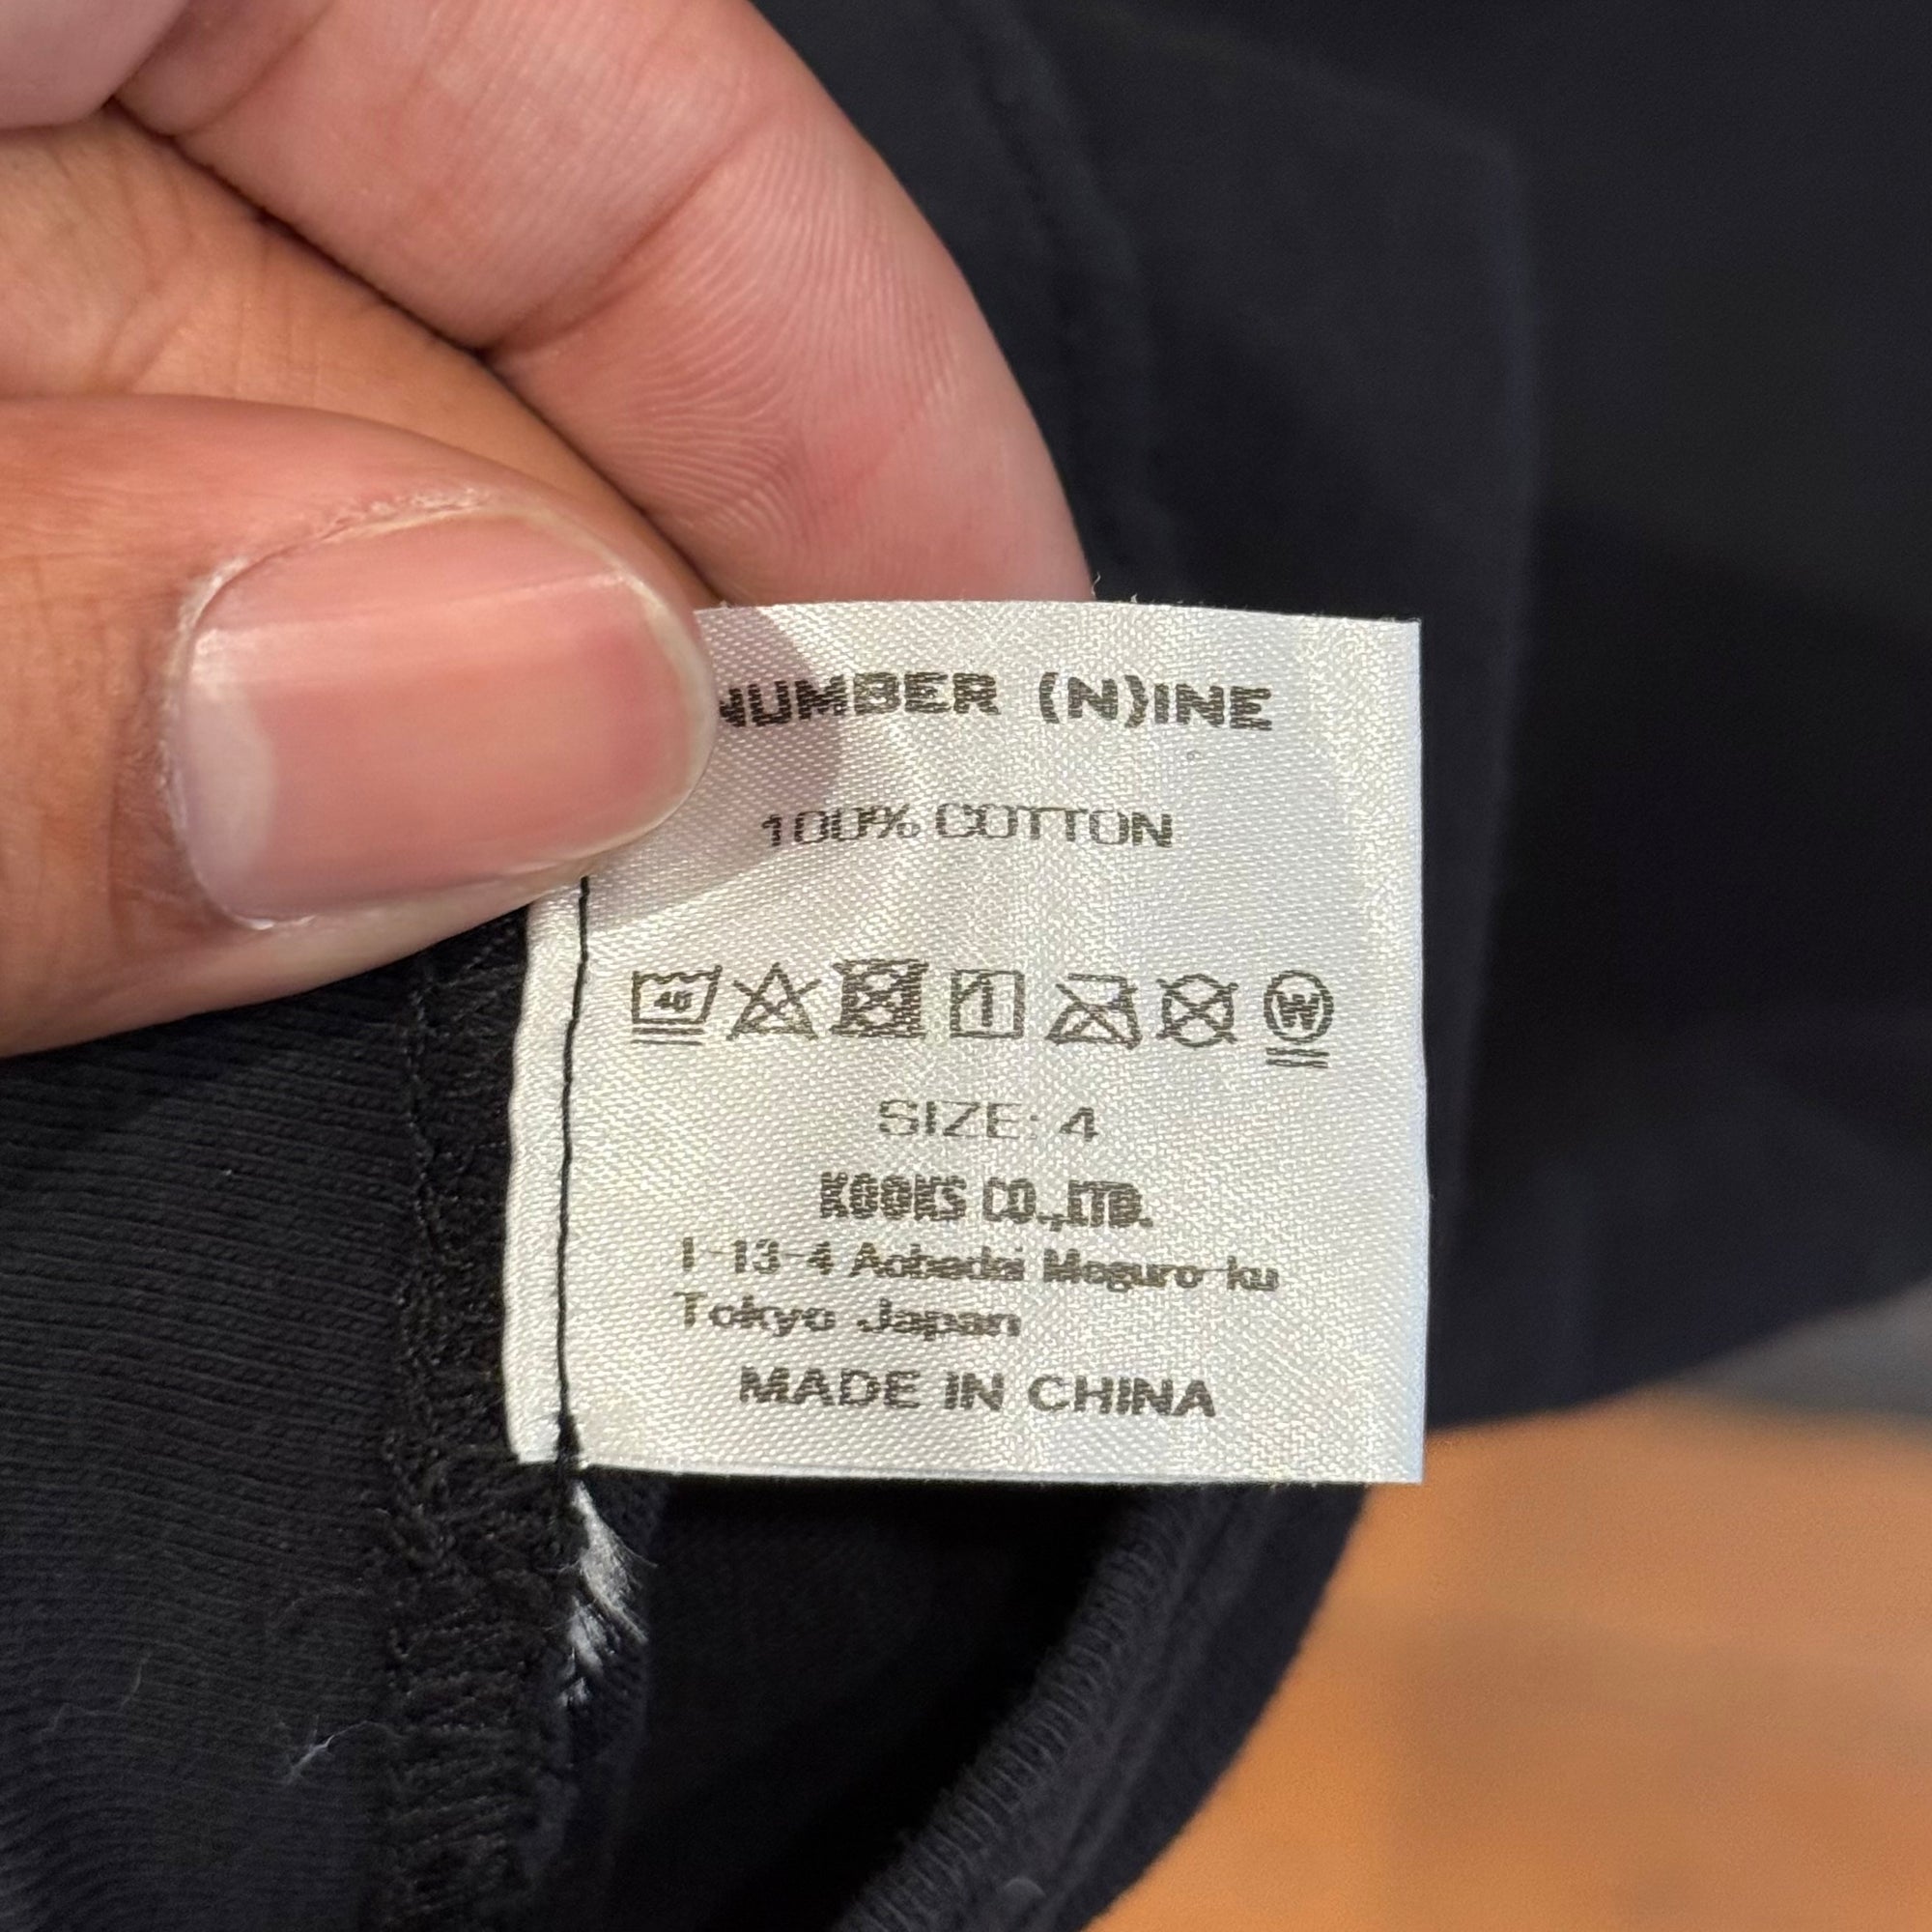 NUMBER (N)INE
100% COTTON
40
W
SIZE: 4
KOOKS CO.,LTD.
1-13-4 Aobadai Meguro-ku
Tokyo Japan
MADE IN CHINA